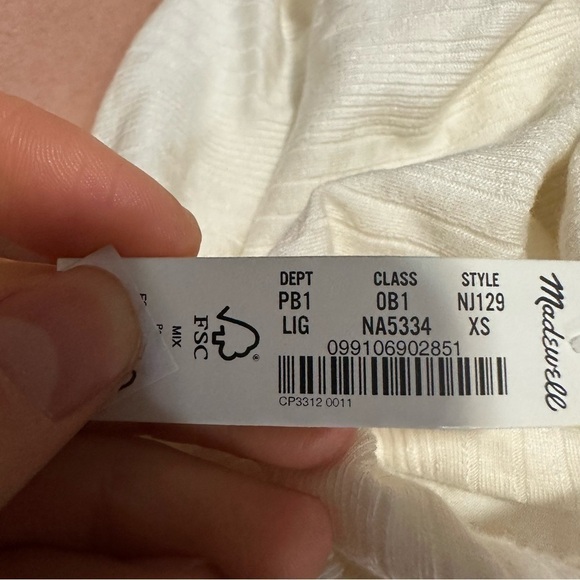 DEPT CLASS STYLE
PB1 0B1 NJ129
LIG NA5334 XS
099106902851
CP3312 0011
Madewell
FSC
MIX